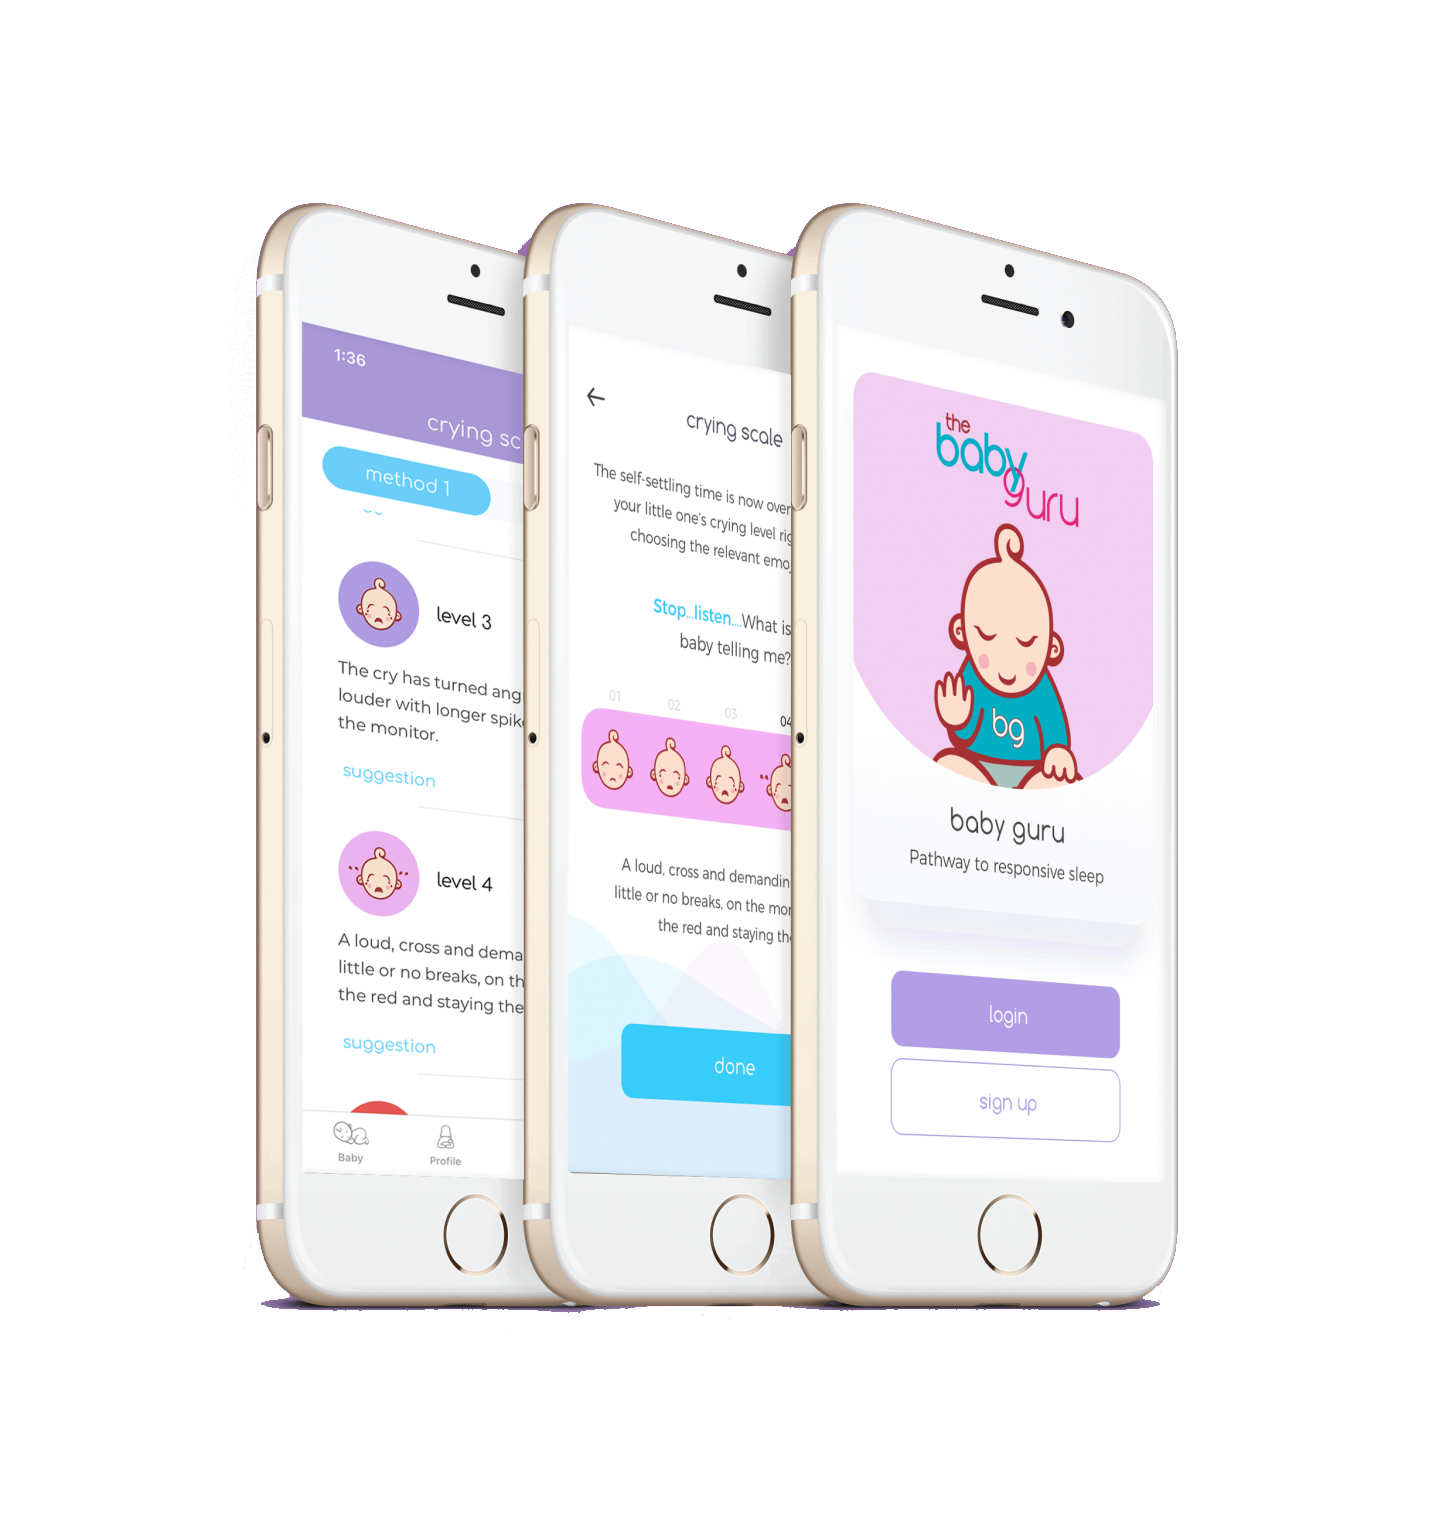 1:36
crying sc
method 1
level 3
The cry has turned ang
louder with longer spik
the monitor.
suggestion
level 4
A loud, cross and dema
little or no breaks, on th
the red and staying the
suggestion
Baby
Profile
crying scale
The self-settling time is now over
your little one's crying level rig
choosing the relevant emo
Stop...listen....What is
baby telling me?
01
02
03
04
A loud, cross and demandin
little or no breaks, on the mon
the red and staying the
done
the
baby
guru
bg
baby guru
Pathway to responsive sleep
login
sign up